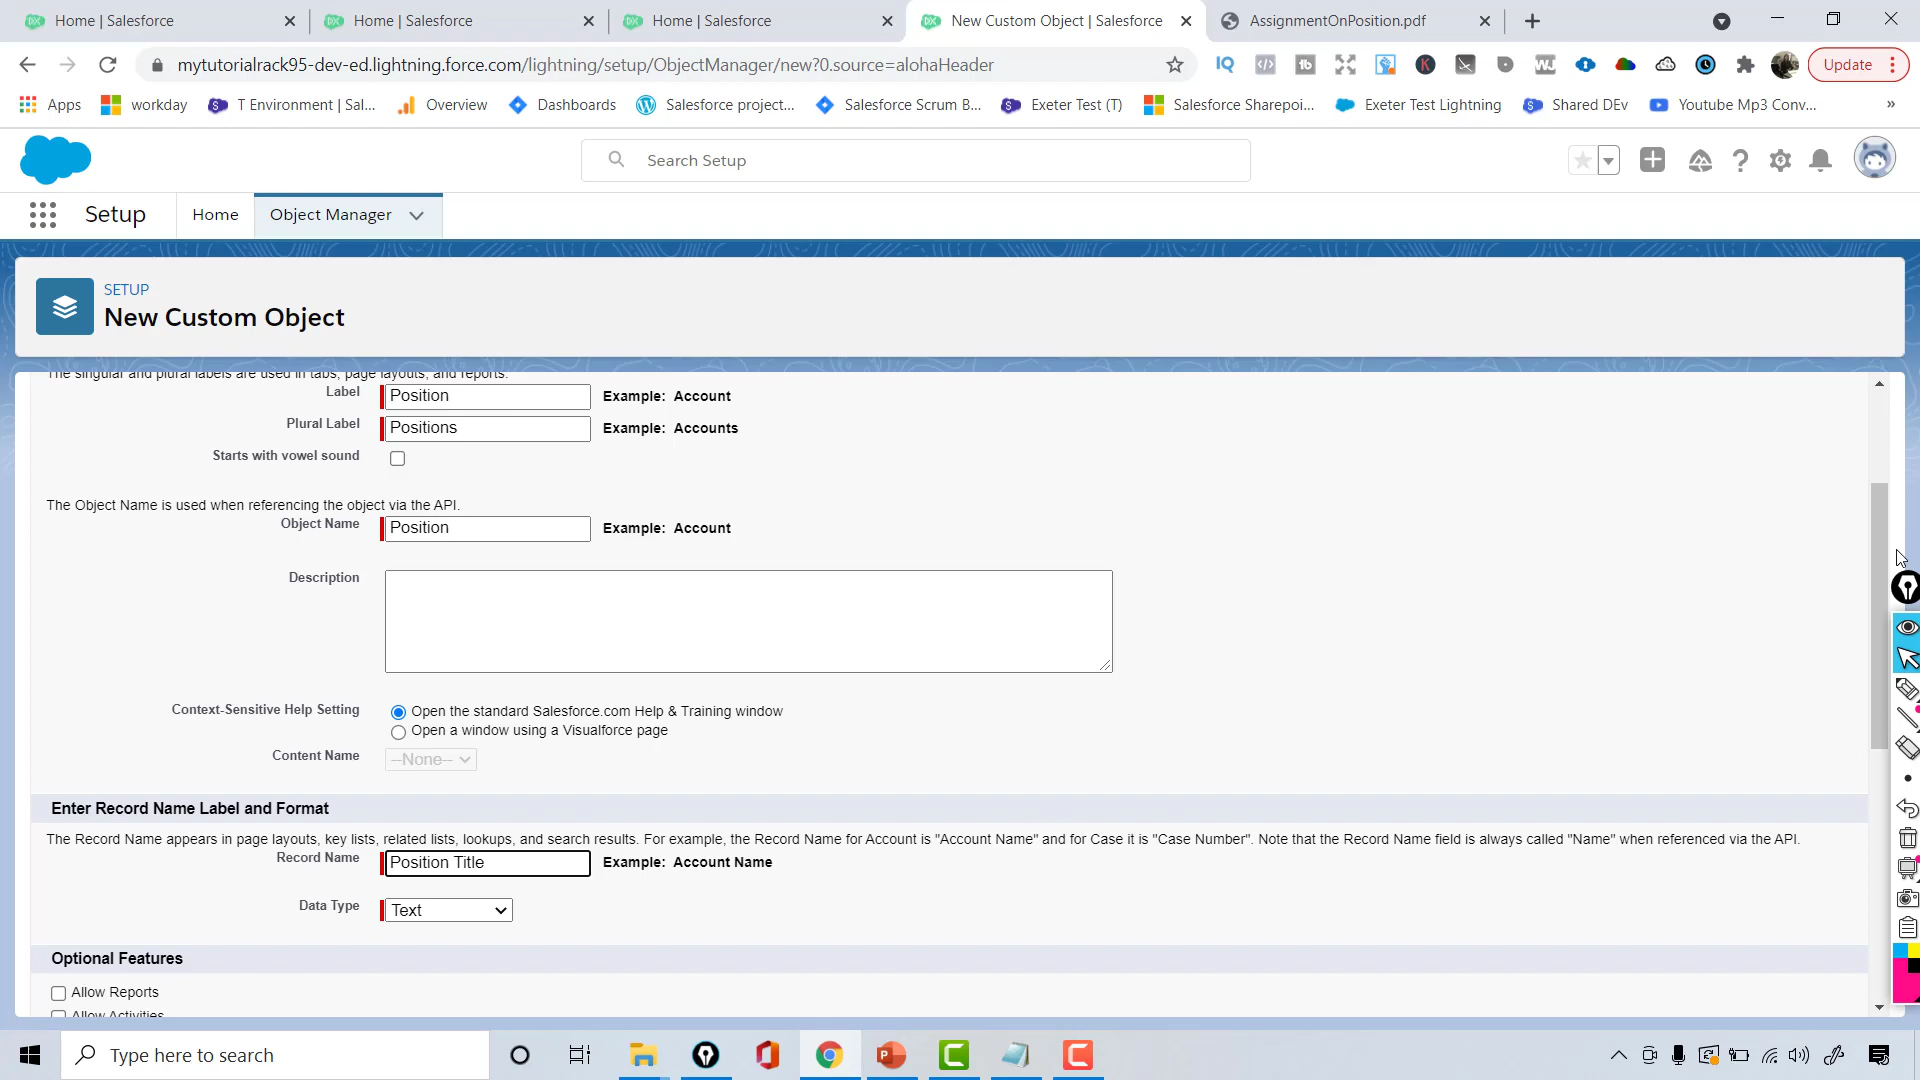 Home | Salesforce
Home | Salesforce
Home | Salesforce
New Custom Object | Salesforce
AssignmentOnPosition.pdf
mytutorialrack95-dev-ed.lightning.force.com/lightning/setup/ObjectManager/new?0.source=alohaHeader
Update
Apps
workday
T Environment | Sal...
Overview
Dashboards
Salesforce project...
Salesforce Scrum B...
Exeter Test (T)
Salesforce Sharepoi...
Exeter Test Lightning
Shared DEv
Youtube Mp3 Conv...
»
Search Setup
Setup
Home
Object Manager
SETUP
New Custom Object
The singular and plural labels are used in tabs, page layouts, and reports.
Label Position Example: Account
Plural Label Positions Example: Accounts
Starts with vowel sound
The Object Name is used when referencing the object via the API.
Object Name Position Example: Account
Description
Context-Sensitive Help Setting Open the standard Salesforce.com Help & Training window
Open a window using a Visualforce page
Content Name --None--
Enter Record Name Label and Format
The Record Name appears in page layouts, key lists, related lists, lookups, and search results. For example, the Record Name for Account is "Account Name" and for Case it is "Case Number". Note that the Record Name field is always called "Name" when referenced via the API.
Record Name Position Title Example: Account Name
Data Type Text
Optional Features
Allow Reports
Allow Activities
Type here to search